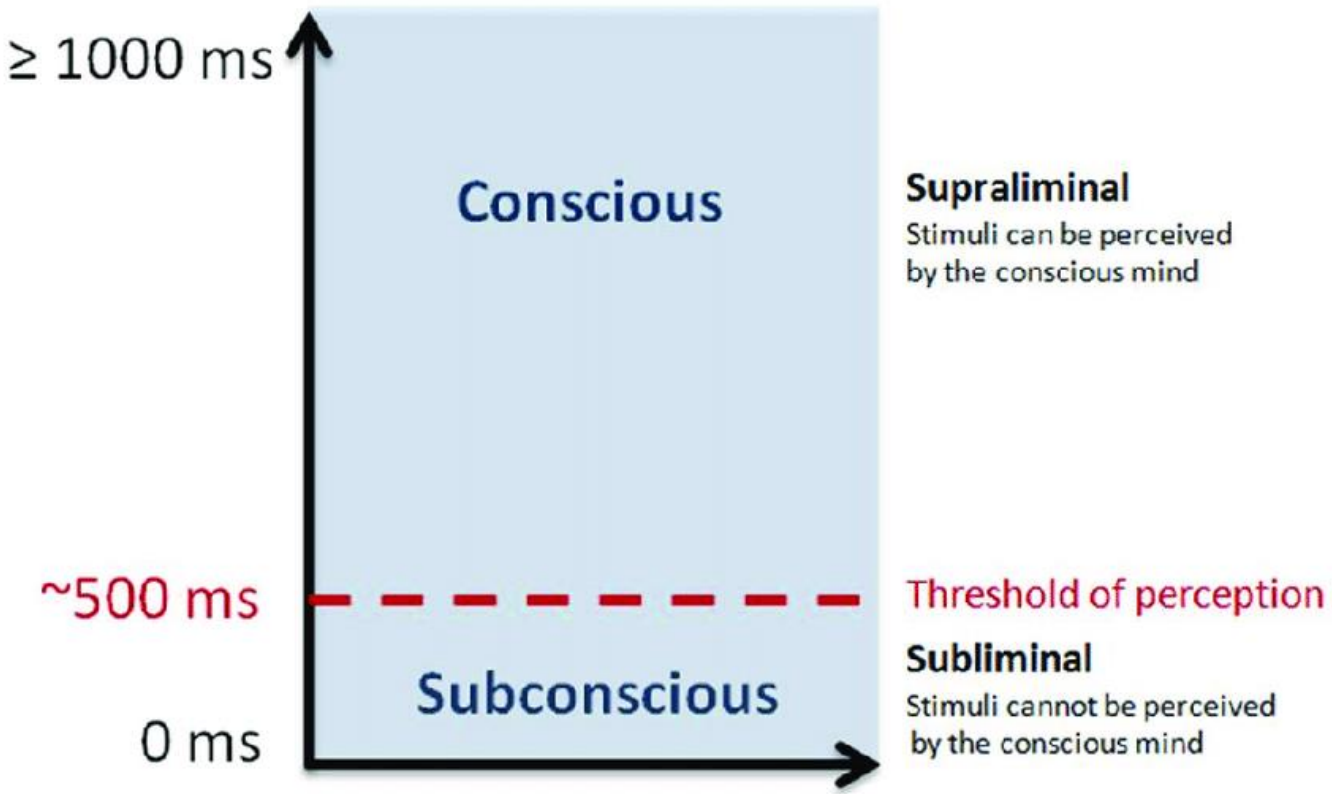 ≥ 1000 ms
Conscious
Supraliminal
Stimuli can be perceived
by the conscious mind
~500 ms
Threshold of perception
Subconscious
Subliminal
Stimuli cannot be perceived
by the conscious mind
0 ms